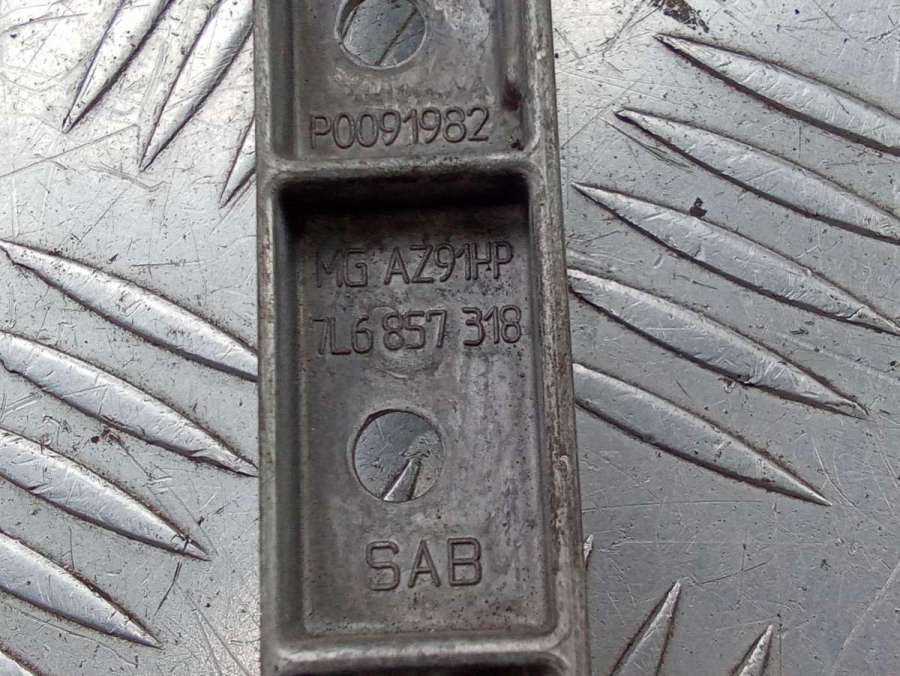 P0091982
MG AZ91HP
7L6 857 318
SAB